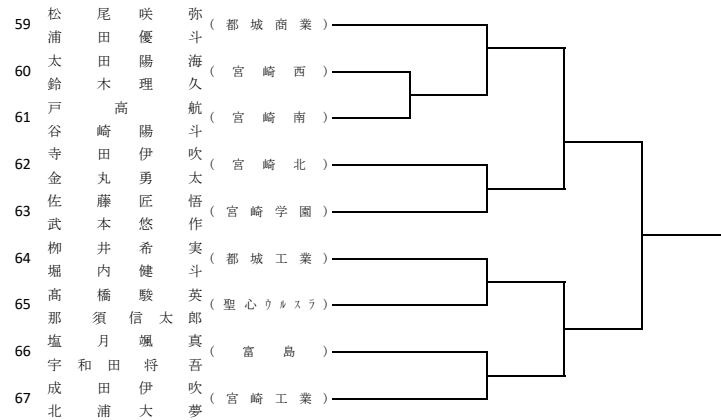 松尾咲弥
59 (都城商業)
浦田優斗
太田陽海
60 (宮崎西)
鈴木理久
戸高航
61 (宮崎南)
谷崎陽斗
寺田伊吹
62 (宮崎北)
金丸勇太
佐藤匠悟
63 (宮崎学園)
武本悠作
栁井希実
64 (都城工業)
堀内健斗
髙橋駿英
65 (聖心ウルスラ)
那須信太郎
塩月颯真
66 (富島)
宇和田将吾
成田伊吹
67 (宮崎工業)
北浦大夢